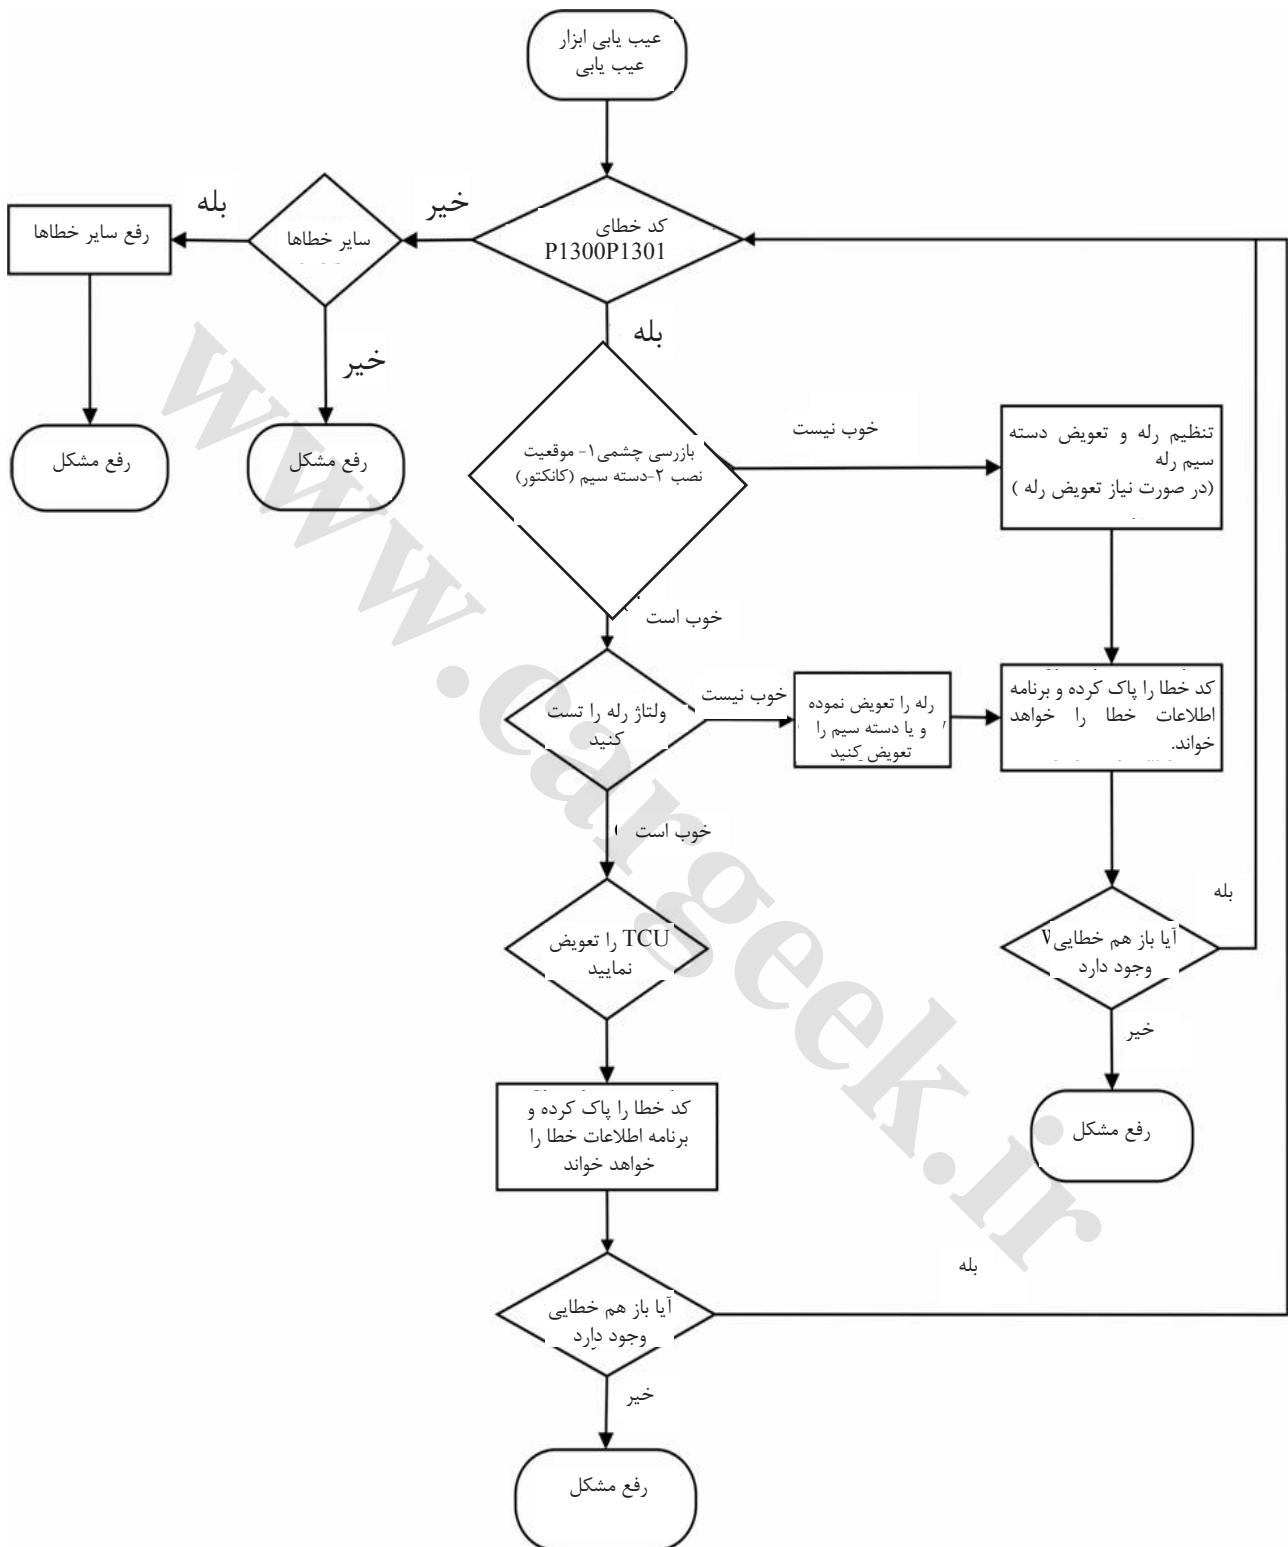 عیب یابی ابزار
عیب یابی
کد خطای
P1300P1301
خیر
سایر خطاها
بله
رفع سایر خطاها
رفع مشکل
خیر
رفع مشکل
بله
بازرسی چشمی۱- موقعیت
نصب ۲-دسته سیم (کانکتور)
خوب نیست
تنظیم رله و تعویض دسته
سیم رله
(در صورت نیاز تعویض رله )
خوب است
ولتاژ رله را تست
کنید
خوب نیست
رله را تعویض نموده
و یا دسته سیم را
تعویض کنید
کد خطا را پاک کرده و برنامه
اطلاعات خطا را خواهد
خواند.
خوب است
TCU را تعویض
نمایید
آیا باز هم خطایی
وجود دارد
بله
خیر
رفع مشکل
کد خطا را پاک کرده و
برنامه اطلاعات خطا را
خواهد خواند
آیا باز هم خطایی
وجود دارد
بله
خیر
رفع مشکل
www.cargeek.ir